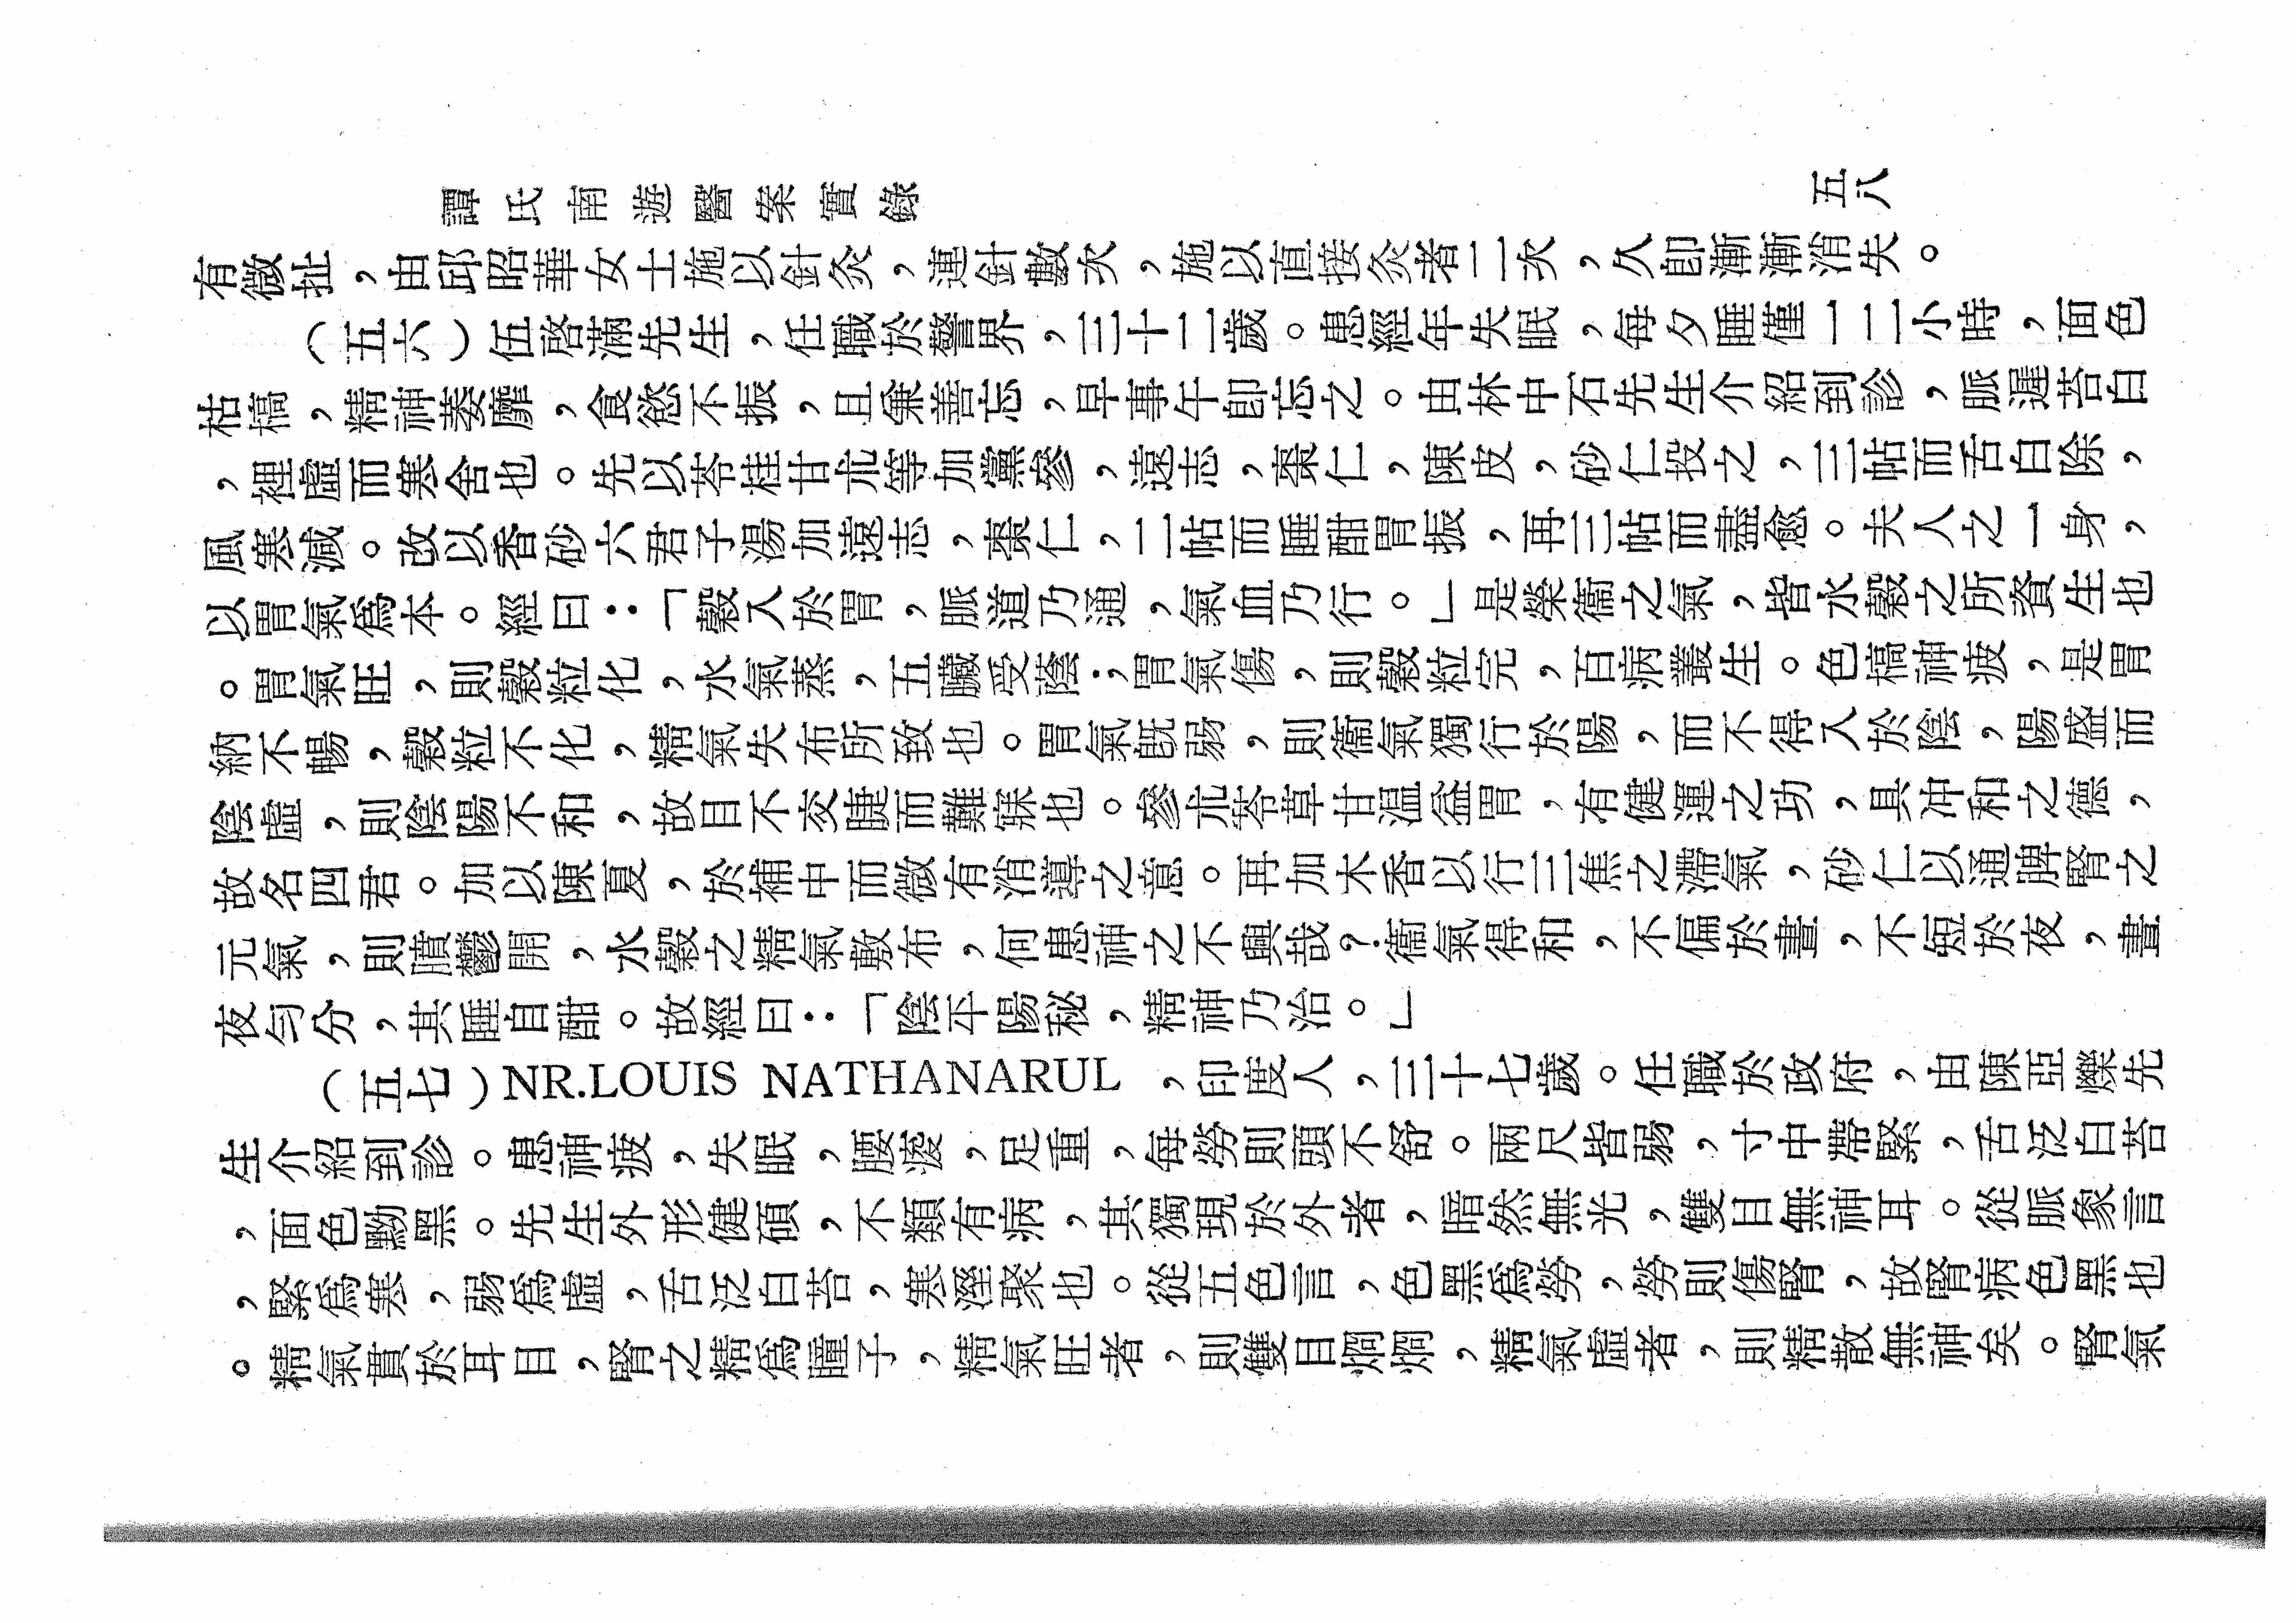 譚氏南遊醫案實錄
五八
有微扯，由邱昭華女士施以針灸，連針數次，施以直接灸者二次，久卽漸漸消失。
（五六）伍啓滿先生，任職於警界，三十二歲。患經年失眠，每夕睡僅一二小時，面色
枯槁，精神萎靡，食慾不振，且兼善忘，早事午卽忘之。由林中石先生介紹到診，脈遲苔白
，裡虛而寒舍也。先以苓桂甘朮等加黨參，遠志，棗仁，陳皮，砂仁投之，三帖而舌白除，
風寒減。改以香砂六君子湯加遠志，棗仁，二帖而睡酣胃振，再三帖而盡愈。夫人之一身，
以胃氣爲本。經曰：「穀入於胃，脈道乃通，氣血乃行。」是榮衞之氣，皆水穀之所資生也
。胃氣旺，則穀粒化，水氣蒸，五臟受陰；胃氣傷，則穀粒完，百病叢生。色槁神疲，是胃
納不暢，穀粒不化，精氣失布所致也。胃氣旣弱，則衞氣獨行於陽，而不得入於陰，陽盛而
陰虛，則陰陽不和，故目不交睫而難寐也。參朮苓草甘溫益胃，有健運之功，具冲和之德，
故名四君。加以陳夏，於補中而微有消導之意。再加木香以行三焦之滯氣，砂仁以通脾腎之
元氣，則膹鬱開，水穀之精氣敷布，何患神之不興哉？衞氣得和，不偏於晝，不短於夜，晝
夜勻分，其睡自酣。故經曰：「陰平陽秘，精神乃治。」
（五七）NR.LOUIS NATHANARUL，印度人，三十七歲。任職於政府，由陳亞爍先
生介紹到診。患神疲，失眠，腰痠，足重，每勞則頭不舒。兩尺皆弱，寸中帶緊，舌泛白苔
，面色黝黑。先生外形健碩，不類有病，其獨現於外者，暗然無光，雙目無神耳。從脈象言
，緊爲寒，弱爲虛，舌泛白苔，寒溼聚也。從五色言，色黑爲勞，勞則傷腎，故腎病色黑也
。精氣貫於耳目，腎之精爲瞳子，精氣旺者，則雙目烱烱，精氣虛者，則精散無神矣。腎氣